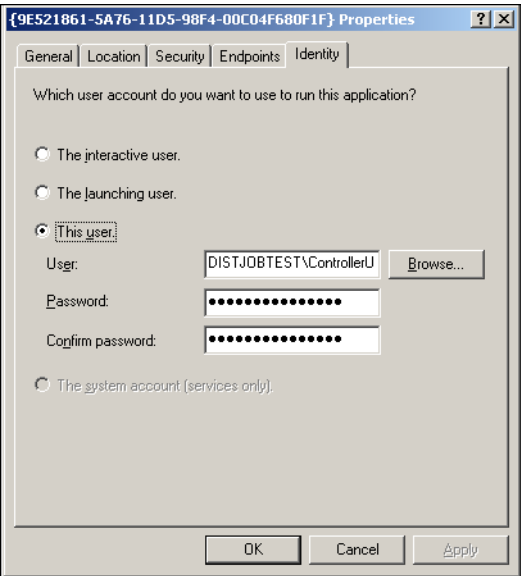 {9E521861-5A76-11D5-98F4-00C04F680F1F} Properties ? X
General Location Security Endpoints Identity
Which user account do you want to use to run this application?
The interactive user.
The launching user.
This user.
User: DISTJOBTEST\ControllerU Browse...
Password: ●●●●●●●●●●●●●●●
Confirm password: ●●●●●●●●●●●●●●●
The system account (services only).
OK Cancel Apply